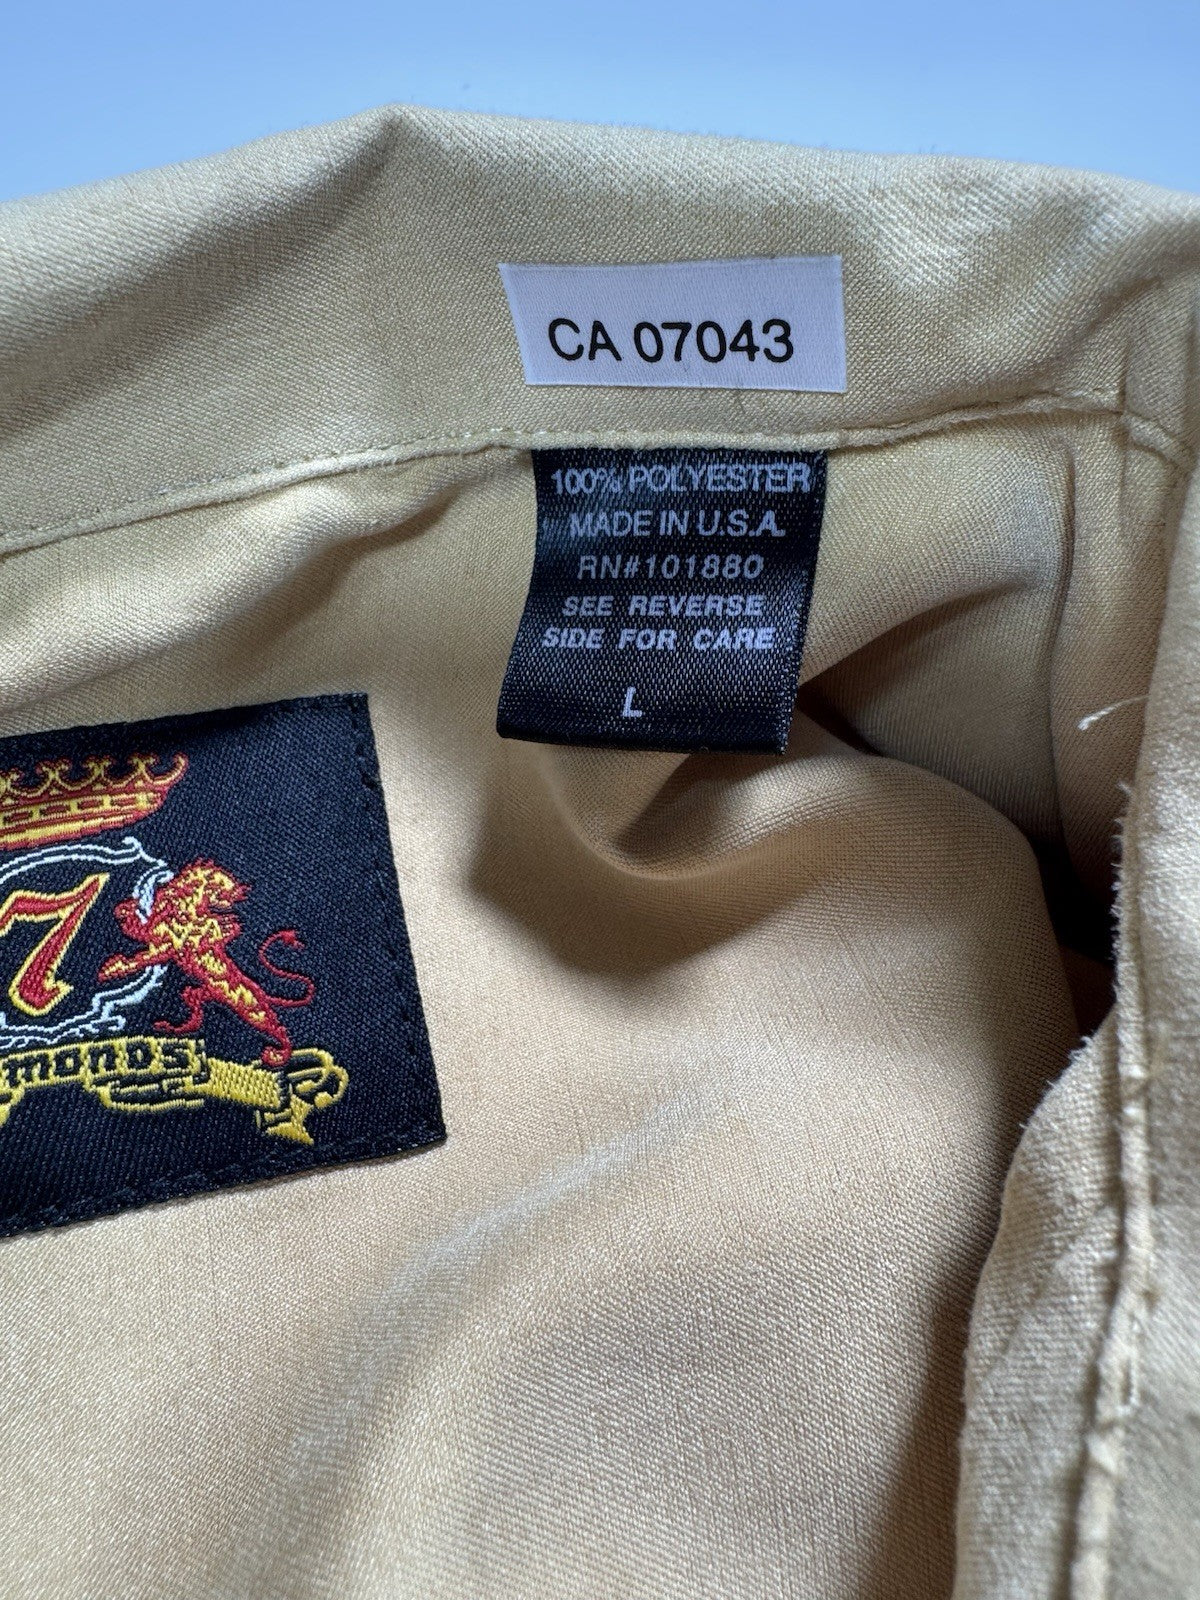 CA 07043
100% POLYESTER
MADE IN U.S.A.
RN#101880
SEE REVERSE
SIDE FOR CARE
L
7